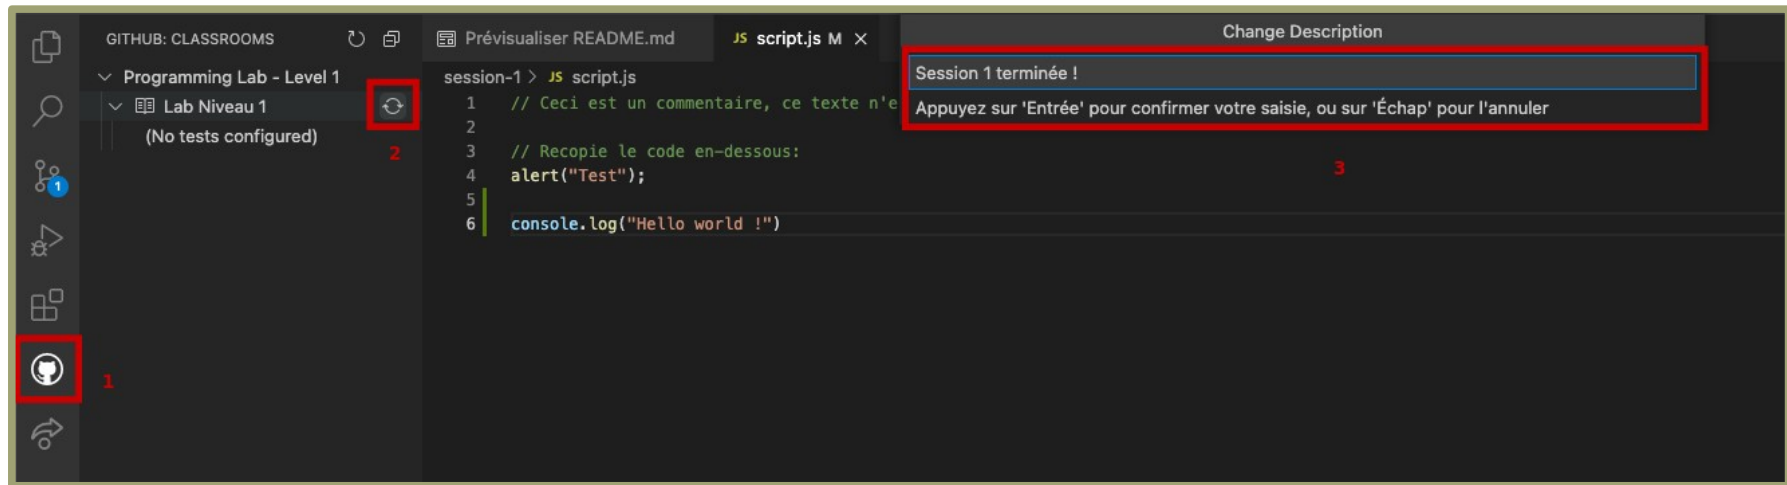 GITHUB: CLASSROOMS
Programming Lab - Level 1
Lab Niveau 1
(No tests configured)
1
2
1
Prévisualiser README.md
JS script.js M
session-1 > JS script.js
1 // Ceci est un commentaire, ce texte n'e
2
3 // Recopie le code en-dessous:
4 alert("Test");
5
6 console.log("Hello world !")
Change Description
Session 1 terminée !
Appuyez sur 'Entrée' pour confirmer votre saisie, ou sur 'Échap' pour l'annuler
3